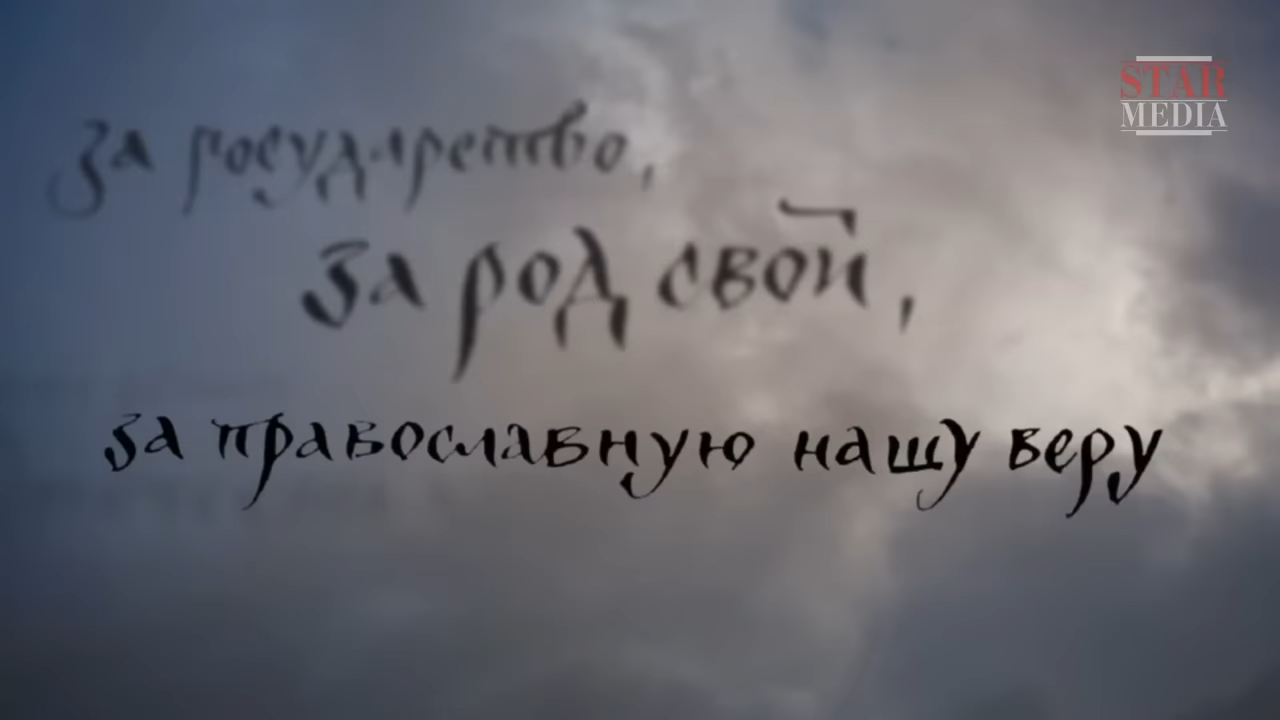 STAR
MEDIA
за государство,
за род свой,
за православную нашу веру